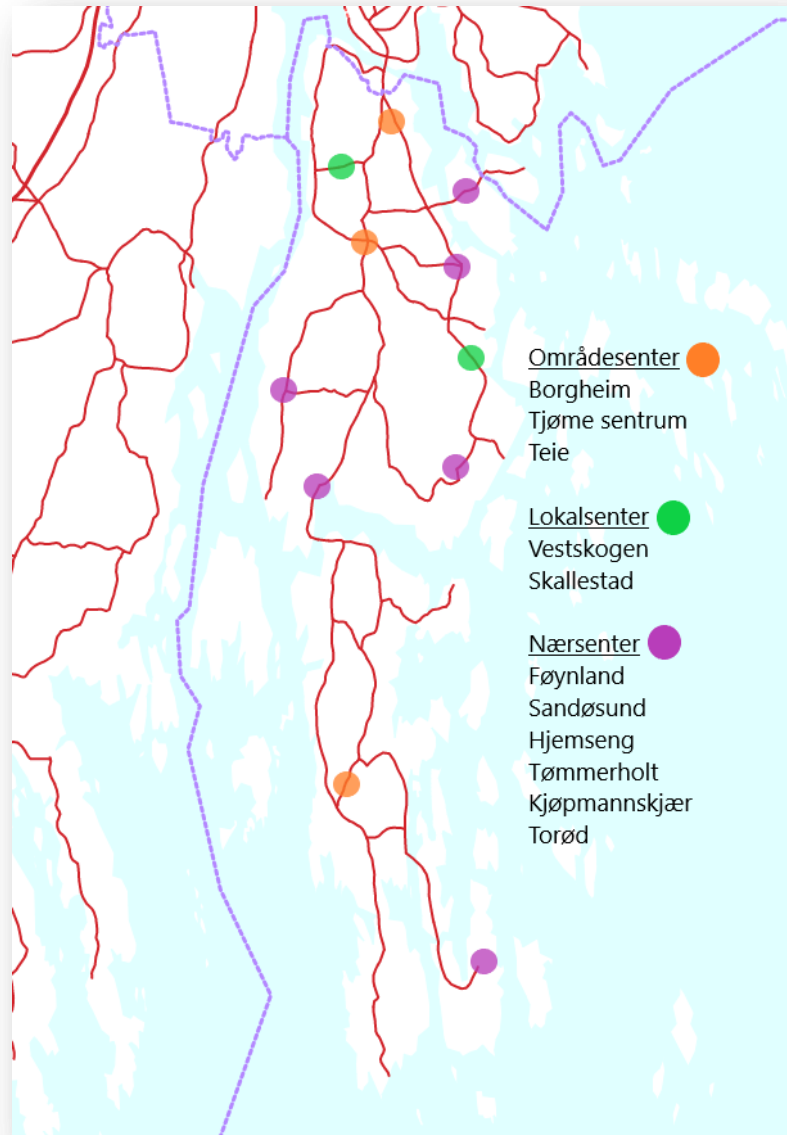 Områdesenter
Borgheim
Tjøme sentrum
Teie
Lokalsenter
Vestskogen
Skallestad
Nærsenter
Føynland
Sandøsund
Hjemseng
Tømmerholt
Kjøpmannskjær
Torød